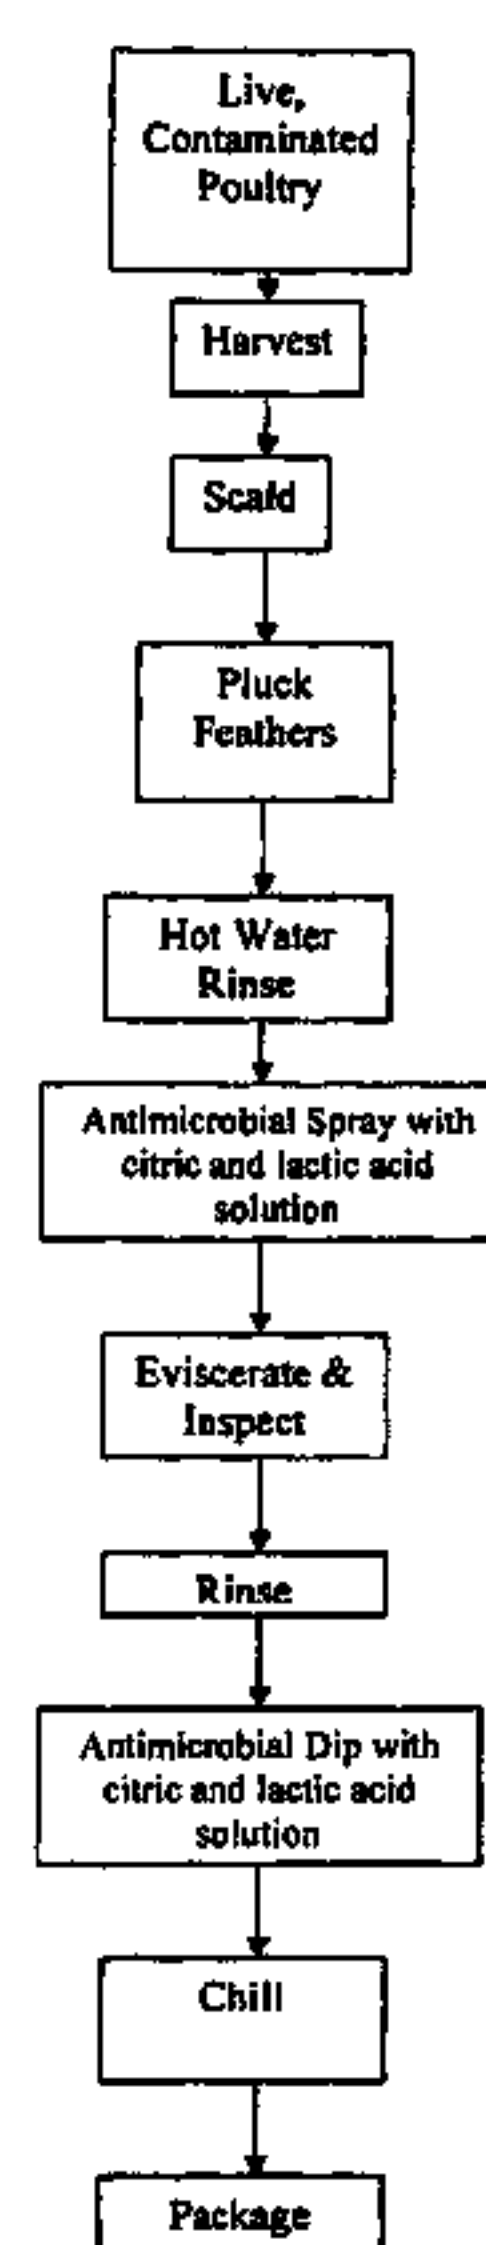 Live,
Contaminated
Poultry
Harvest
Scald
Pluck
Feathers
Hot Water
Rinse
Antimicrobial Spray with
citric and lactic acid
solution
Eviscerate &
Inspect
Rinse
Antimicrobial Dip with
citric and lactic acid
solution
Chill
Package